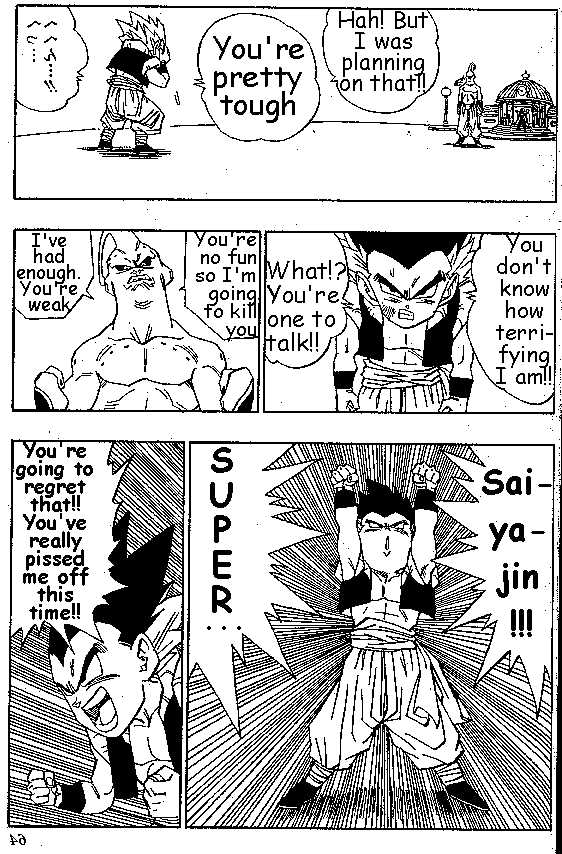 You're
pretty
tough
Hah! But
I was
planning
on that!!
I've
had
enough.
You're
weak
You're
no fun
so I'm
going
to kill
you
What!?
You're
one to
talk!!
You
don't
know
how
terri-
fying
I am!!
You're
going to
regret
that!!
You've
really
pissed
me off
this
time!!
SUPER...
Sai-
ya-
jin
!!!
64